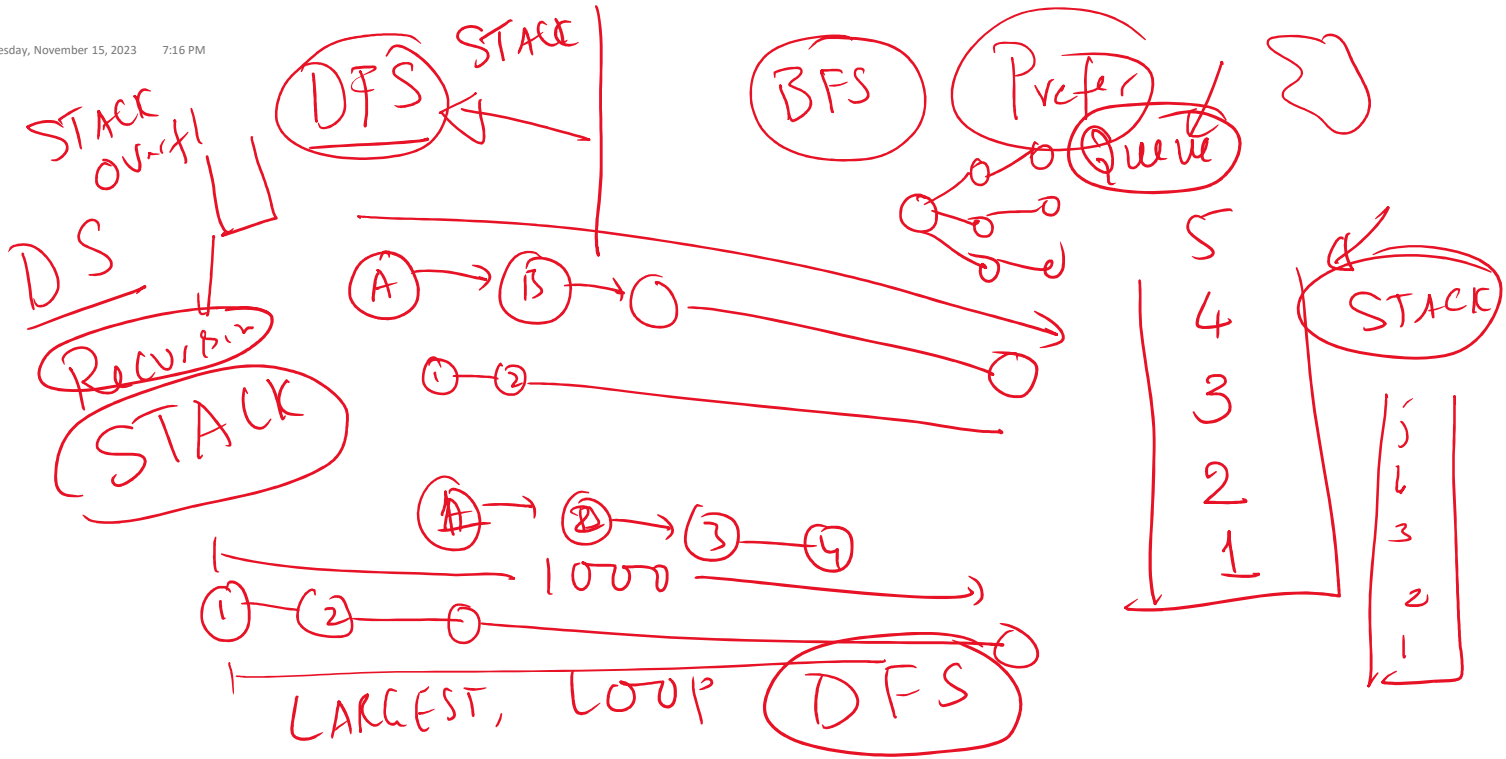 esday, November 15, 2023 7:16 PM
DFS
STACK
BFS
Prefer
Queue
STACK
DS
Recursion
STACK
A B
1 2
3 4
1000
1 2
LARGEST, LOOP DFS
5
4
3
2
1
STACK
3
2
1